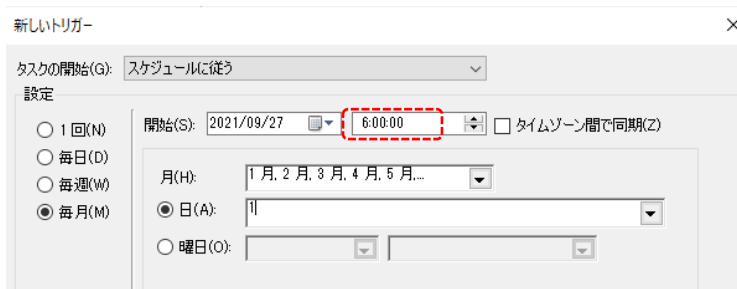 新しいトリガー
タスクの開始(G): スケジュールに従う
設定
1 回(N)
毎日(D)
毎週(W)
毎月(M)
開始(S): 2021/09/27 6:00:00 タイムゾーン間で同期(Z)
月(H): 1 月, 2 月, 3 月, 4 月, 5 月,...
日(A): 1
曜日(O):